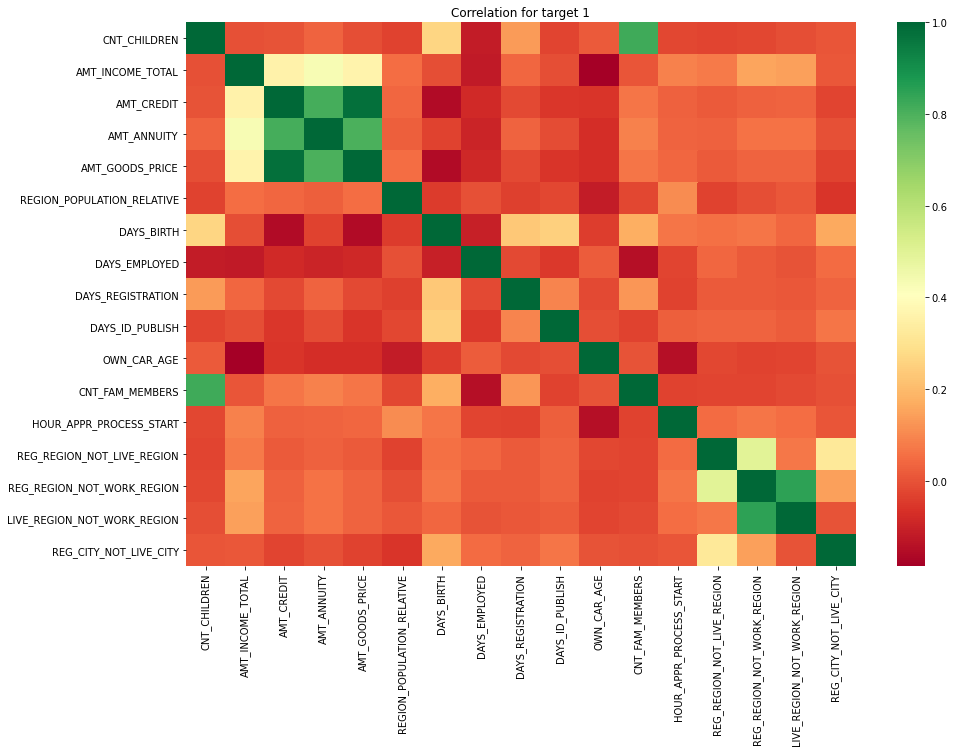 Correlation for target 1
CNT_CHILDREN
AMT_INCOME_TOTAL
AMT_CREDIT
AMT_ANNUITY
AMT_GOODS_PRICE
REGION_POPULATION_RELATIVE
DAYS_BIRTH
DAYS_EMPLOYED
DAYS_REGISTRATION
DAYS_ID_PUBLISH
OWN_CAR_AGE
CNT_FAM_MEMBERS
HOUR_APPR_PROCESS_START
REG_REGION_NOT_LIVE_REGION
REG_REGION_NOT_WORK_REGION
LIVE_REGION_NOT_WORK_REGION
REG_CITY_NOT_LIVE_CITY
CNT_CHILDREN
AMT_INCOME_TOTAL
AMT_CREDIT
AMT_ANNUITY
AMT_GOODS_PRICE
REGION_POPULATION_RELATIVE
DAYS_BIRTH
DAYS_EMPLOYED
DAYS_REGISTRATION
DAYS_ID_PUBLISH
OWN_CAR_AGE
CNT_FAM_MEMBERS
HOUR_APPR_PROCESS_START
REG_REGION_NOT_LIVE_REGION
REG_REGION_NOT_WORK_REGION
LIVE_REGION_NOT_WORK_REGION
REG_CITY_NOT_LIVE_CITY
1.0
0.8
0.6
0.4
0.2
0.0